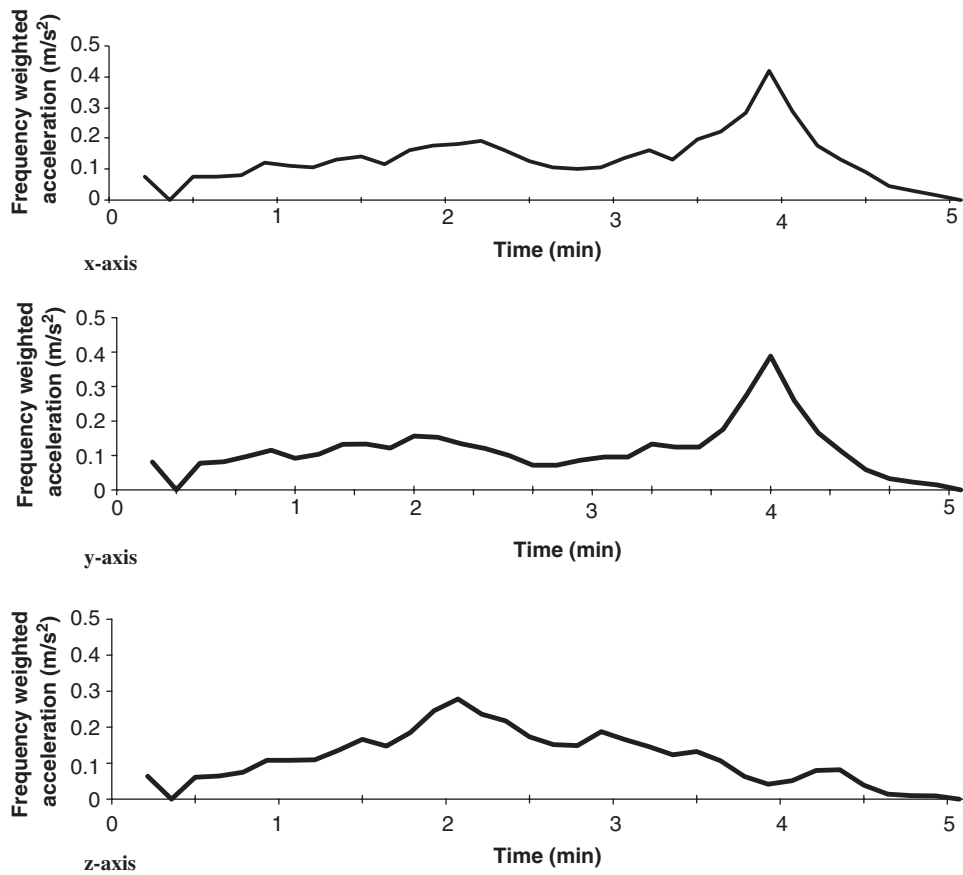 Frequency weighted
acceleration (m/s²)
0.5
0.4
0.3
0.2
0.1
0
0 1 2 3 4 5
Time (min)
x-axis
Frequency weighted
acceleration (m/s²)
0.5
0.4
0.3
0.2
0.1
0
0 1 2 3 4 5
Time (min)
y-axis
Frequency weighted
acceleration (m/s²)
0.5
0.4
0.3
0.2
0.1
0
0 1 2 3 4 5
Time (min)
z-axis